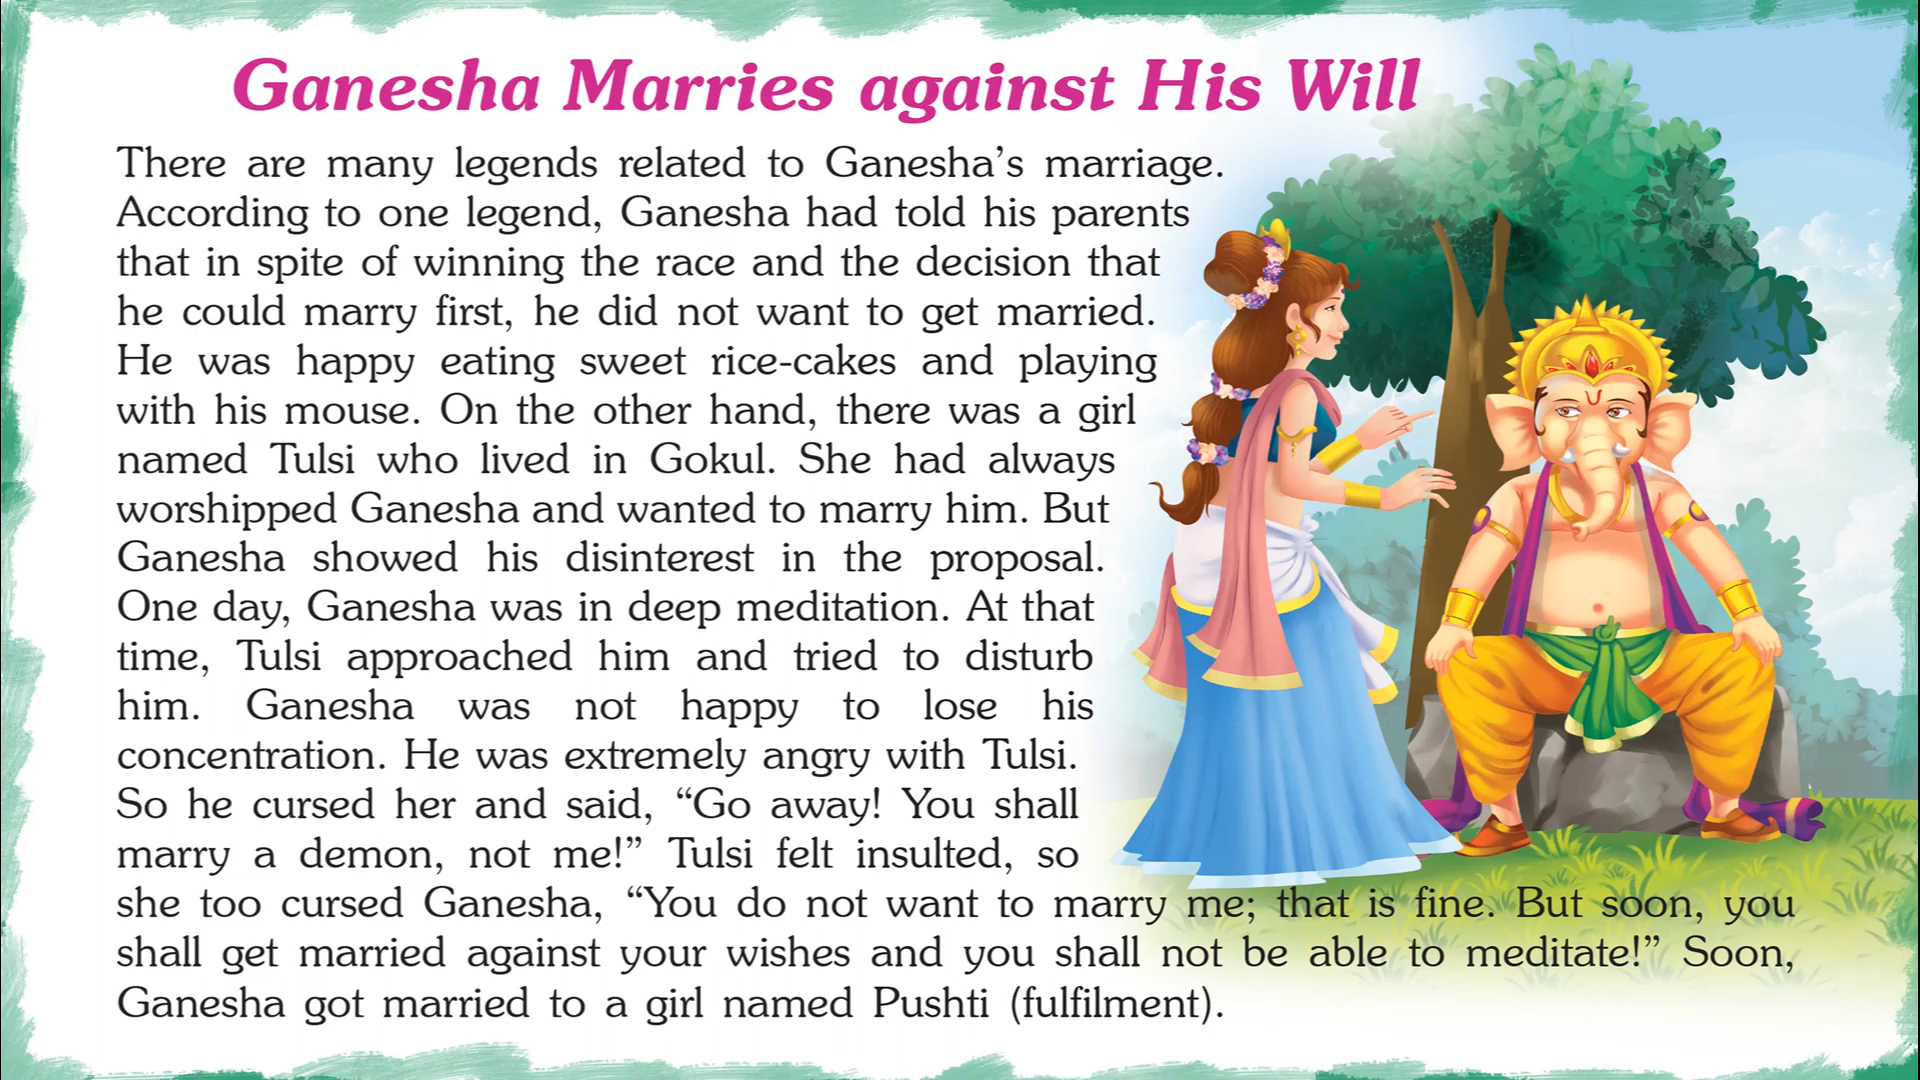 Ganesha Marries against His Will
There are many legends related to Ganesha’s marriage.
According to one legend, Ganesha had told his parents
that in spite of winning the race and the decision that
he could marry first, he did not want to get married.
He was happy eating sweet rice-cakes and playing
with his mouse. On the other hand, there was a girl
named Tulsi who lived in Gokul. She had always
worshipped Ganesha and wanted to marry him. But
Ganesha showed his disinterest in the proposal.
One day, Ganesha was in deep meditation. At that
time, Tulsi approached him and tried to disturb
him. Ganesha was not happy to lose his
concentration. He was extremely angry with Tulsi.
So he cursed her and said, “Go away! You shall
marry a demon, not me!” Tulsi felt insulted, so
she too cursed Ganesha, “You do not want to marry me; that is fine. But soon, you
shall get married against your wishes and you shall not be able to meditate!” Soon,
Ganesha got married to a girl named Pushti (fulfilment).